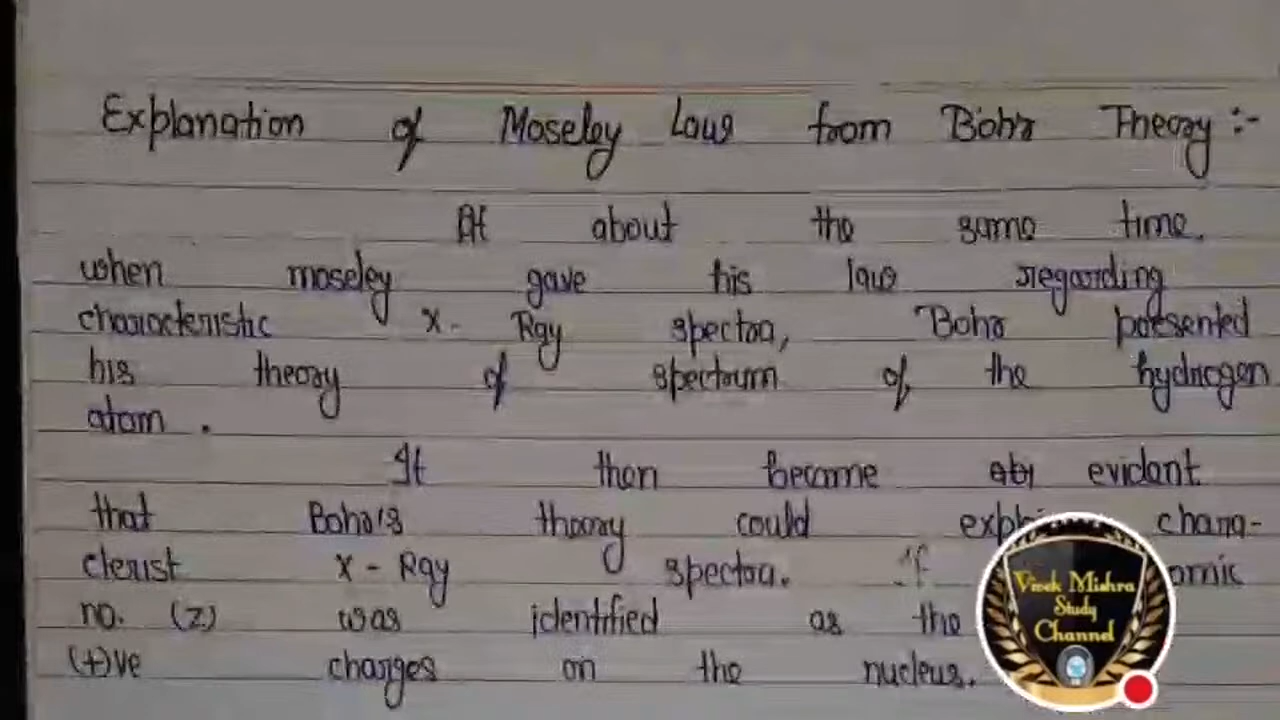 Explanation of Moseley Law from Bohr Theory :-
At about the same time.
when moseley gave his law regarding
characteristic x- Ray spectra, Bohr presented
his theory of spectrum of the hydrogen
atom .
It then became evident
that Bohr's theory could chara-
cterist x - Ray spectra. if
no. (z) was identified as the
(+)ve charges on the nucleus.
Vivek Mishra
Study
Channel